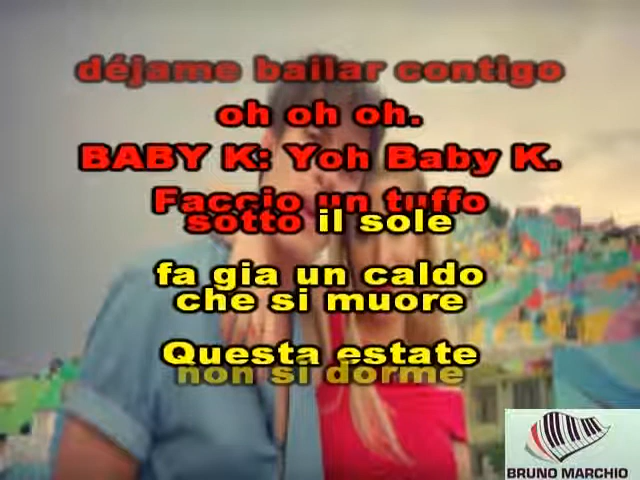 déjame bailar contigo
oh oh oh.
BABY K: Yoh Baby K.
Faccio un tuffo
sotto il sole
fa gia un caldo
che si muore
Questa estate
non si dorme
BRUNO MARCHIO